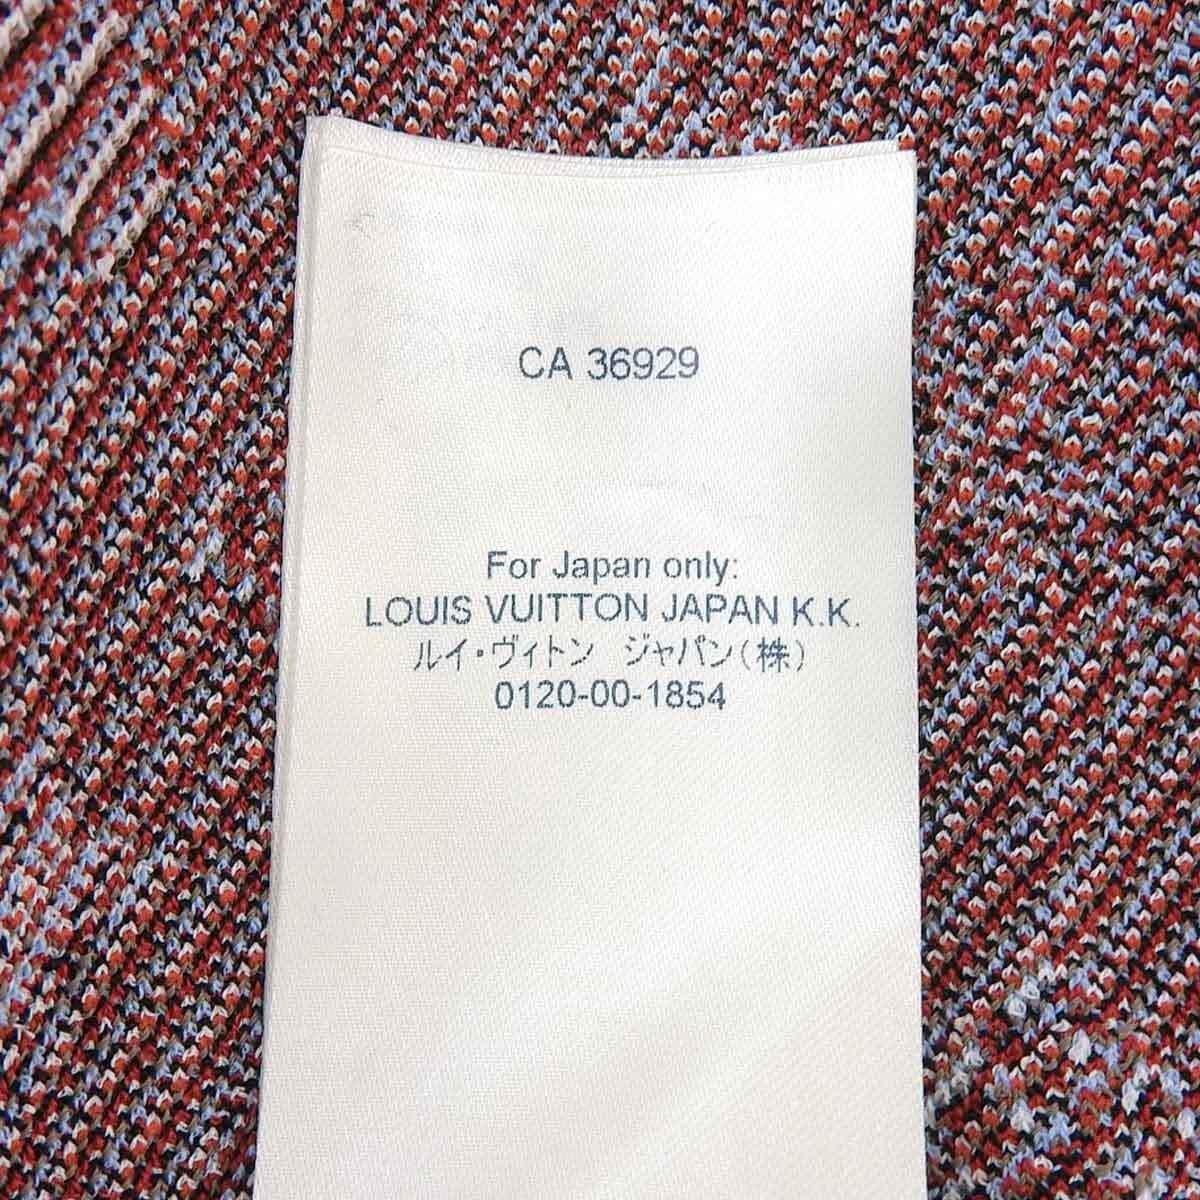 CA 36929
For Japan only:
LOUIS VUITTON JAPAN K.K.
ルイ・ヴィトン　ジャパン(株)
0120-00-1854